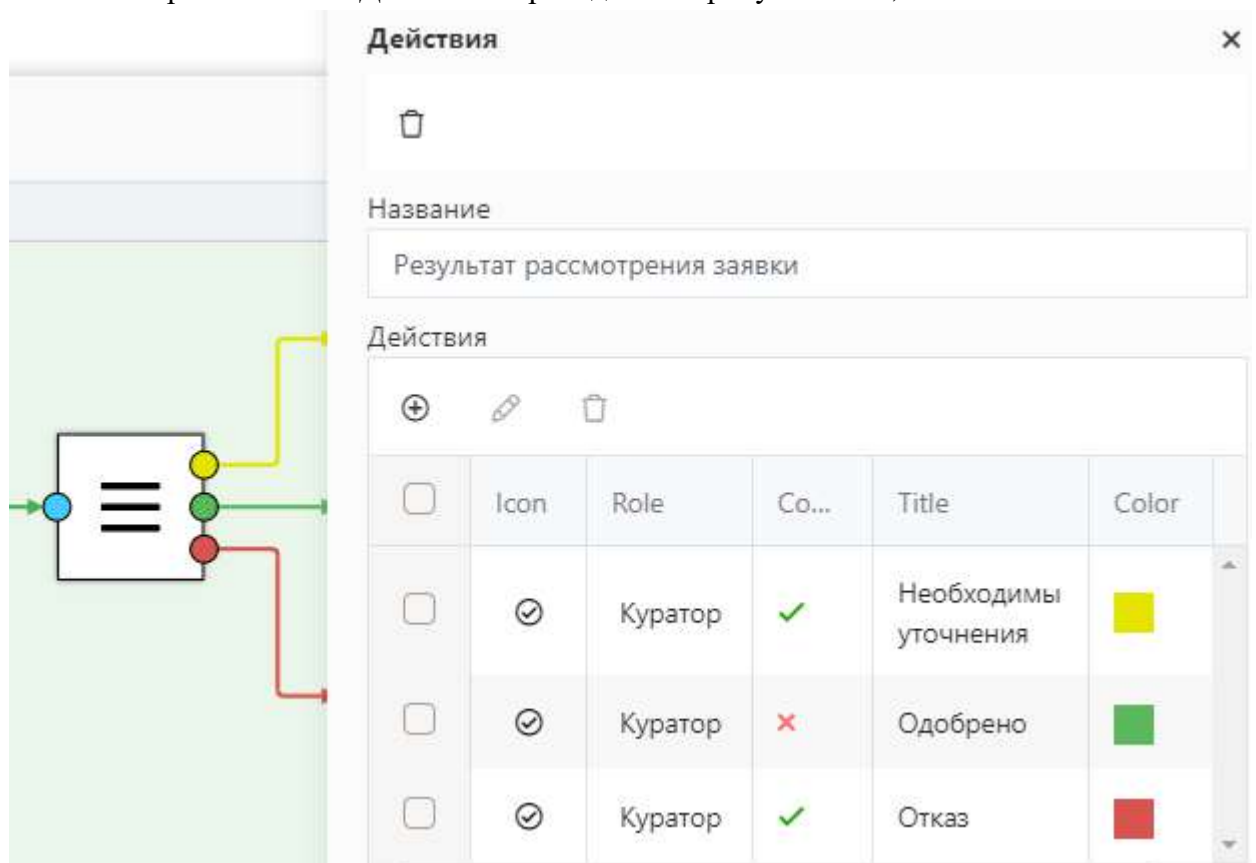 Действия
Название
Результат рассмотрения заявки
Действия
Icon Role Co... Title Color
Куратор Необходимы
уточнения
Куратор Одобрено
Куратор Отказ